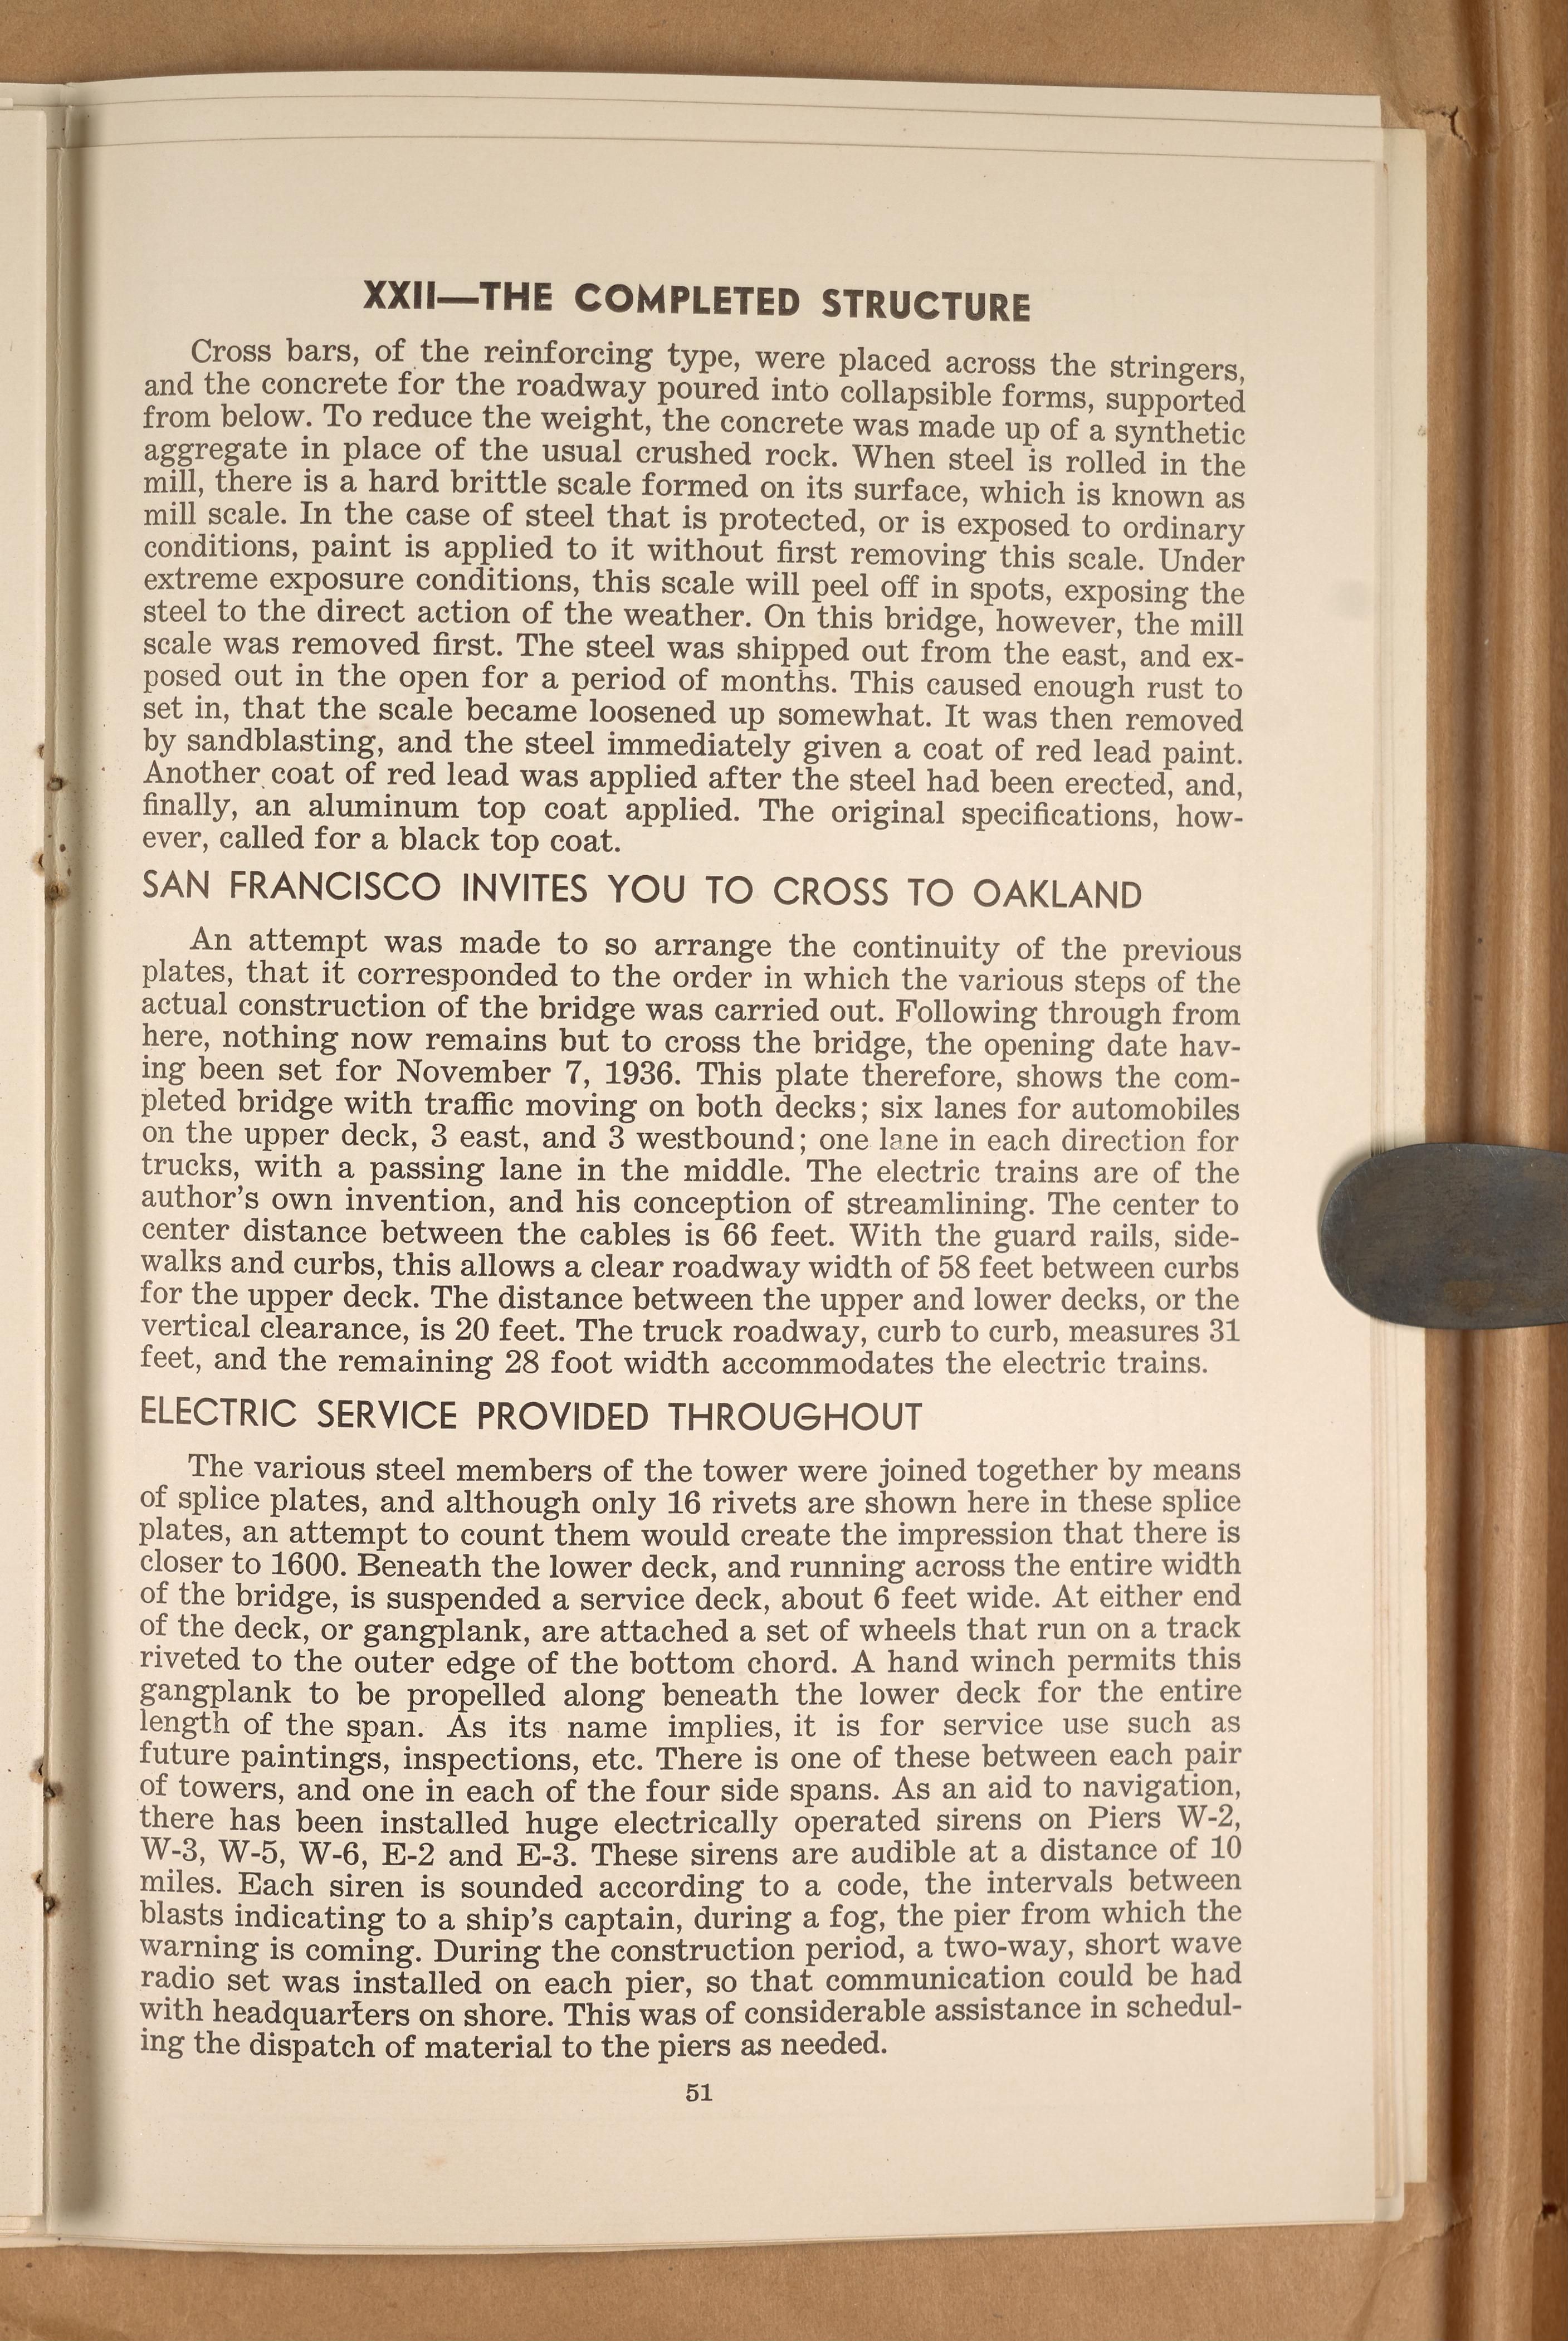 XXII—THE COMPLETED STRUCTURE
Cross bars, of the reinforcing type, were placed across the stringers,
and the concrete for the roadway poured into collapsible forms, supported
from below. To reduce the weight, the concrete was made up of a synthetic
aggregate in place of the usual crushed rock. When steel is rolled in the
mill, there is a hard brittle scale formed on its surface, which is known as
mill scale. In the case of steel that is protected, or is exposed to ordinary
conditions, paint is applied to it without first removing this scale. Under
extreme exposure conditions, this scale will peel off in spots, exposing the
steel to the direct action of the weather. On this bridge, however, the mill
scale was removed first. The steel was shipped out from the east, and ex-
posed out in the open for a period of months. This caused enough rust to
set in, that the scale became loosened up somewhat. It was then removed
by sandblasting, and the steel immediately given a coat of red lead paint.
Another coat of red lead was applied after the steel had been erected, and,
finally, an aluminum top coat applied. The original specifications, how-
ever, called for a black top coat.
SAN FRANCISCO INVITES YOU TO CROSS TO OAKLAND
An attempt was made to so arrange the continuity of the previous
plates, that it corresponded to the order in which the various steps of the
actual construction of the bridge was carried out. Following through from
here, nothing now remains but to cross the bridge, the opening date hav-
ing been set for November 7, 1936. This plate therefore, shows the com-
pleted bridge with traffic moving on both decks; six lanes for automobiles
on the upper deck, 3 east, and 3 westbound; one lane in each direction for
trucks, with a passing lane in the middle. The electric trains are of the
author's own invention, and his conception of streamlining. The center to
center distance between the cables is 66 feet. With the guard rails, side-
walks and curbs, this allows a clear roadway width of 58 feet between curbs
for the upper deck. The distance between the upper and lower decks, or the
vertical clearance, is 20 feet. The truck roadway, curb to curb, measures 31
feet, and the remaining 28 foot width accommodates the electric trains.
ELECTRIC SERVICE PROVIDED THROUGHOUT
The various steel members of the tower were joined together by means
of splice plates, and although only 16 rivets are shown here in these splice
plates, an attempt to count them would create the impression that there is
closer to 1600. Beneath the lower deck, and running across the entire width
of the bridge, is suspended a service deck, about 6 feet wide. At either end
of the deck, or gangplank, are attached a set of wheels that run on a track
riveted to the outer edge of the bottom chord. A hand winch permits this
gangplank to be propelled along beneath the lower deck for the entire
length of the span. As its name implies, it is for service use such as
future paintings, inspections, etc. There is one of these between each pair
of towers, and one in each of the four side spans. As an aid to navigation,
there has been installed huge electrically operated sirens on Piers W-2,
W-3, W-5, W-6, E-2 and E-3. These sirens are audible at a distance of 10
miles. Each siren is sounded according to a code, the intervals between
blasts indicating to a ship's captain, during a fog, the pier from which the
warning is coming. During the construction period, a two-way, short wave
radio set was installed on each pier, so that communication could be had
with headquarters on shore. This was of considerable assistance in schedul-
ing the dispatch of material to the piers as needed.
51